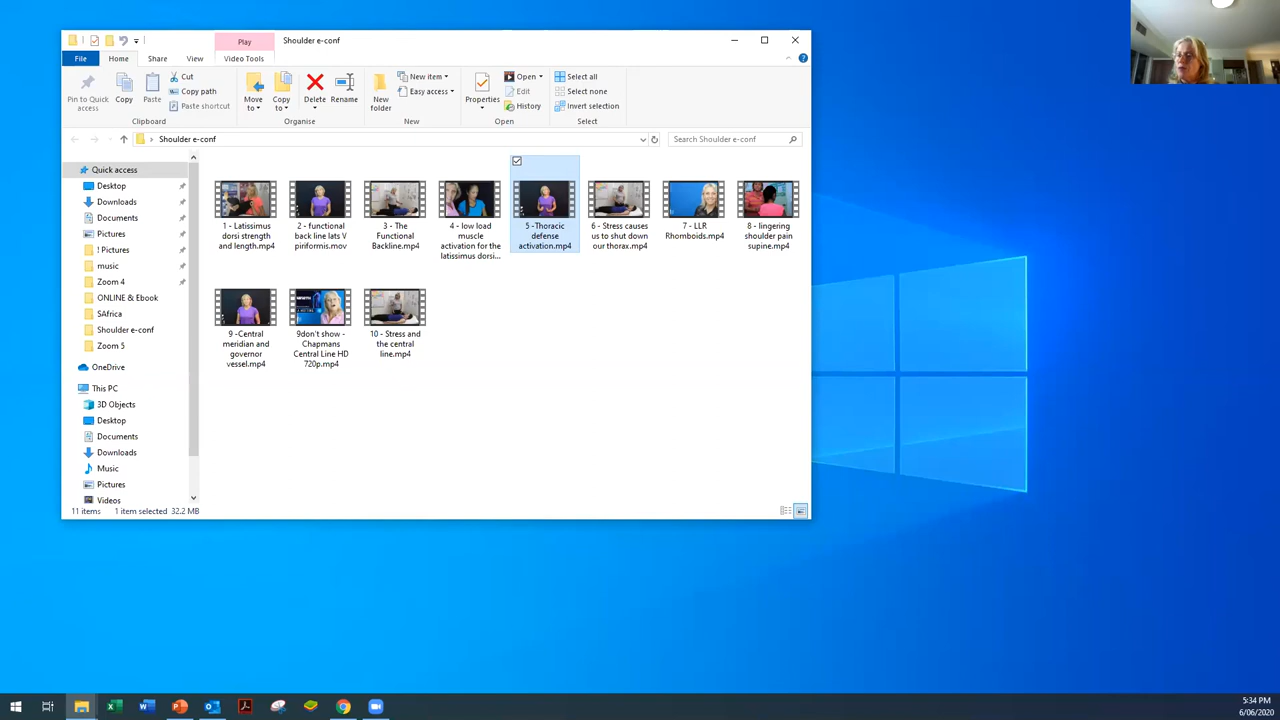 Play
Shoulder e-conf
File
Home
Share
View
Video Tools
Pin to Quick
access
Copy
Paste
Cut
Copy path
Paste shortcut
Clipboard
Move
to
Copy
to
Delete
Rename
Organise
New
folder
New item
Easy access
New
Properties
Open
Edit
History
Open
Select all
Select none
Invert selection
Select
Shoulder e-conf
Search Shoulder e-conf
Quick access
Desktop
Downloads
Documents
Pictures
! Pictures
music
Zoom 4
ONLINE & Ebook
SAfrica
Shoulder e-conf
Zoom 5
OneDrive
This PC
3D Objects
Desktop
Documents
Downloads
Music
Pictures
Videos
1 - Latissimus
dorsi strength
and length.mp4
2 - functional
back line lats V
piriformis.mov
3 - The
Functional
Backline.mp4
4 - low load
muscle
activation for the
latissimus dorsi...
5 -Thoracic
defense
activation.mp4
6 - Stress causes
us to shut down
our thorax.mp4
7 - LLR
Rhomboids.mp4
8 - lingering
shoulder pain
supine.mp4
9 -Central
meridian and
governor
vessel.mp4
9don't show -
Chapmans
Central Line HD
720p.mp4
10 - Stress and
the central
line.mp4
11 items
1 item selected 32.2 MB
5:34 PM
6/06/2020